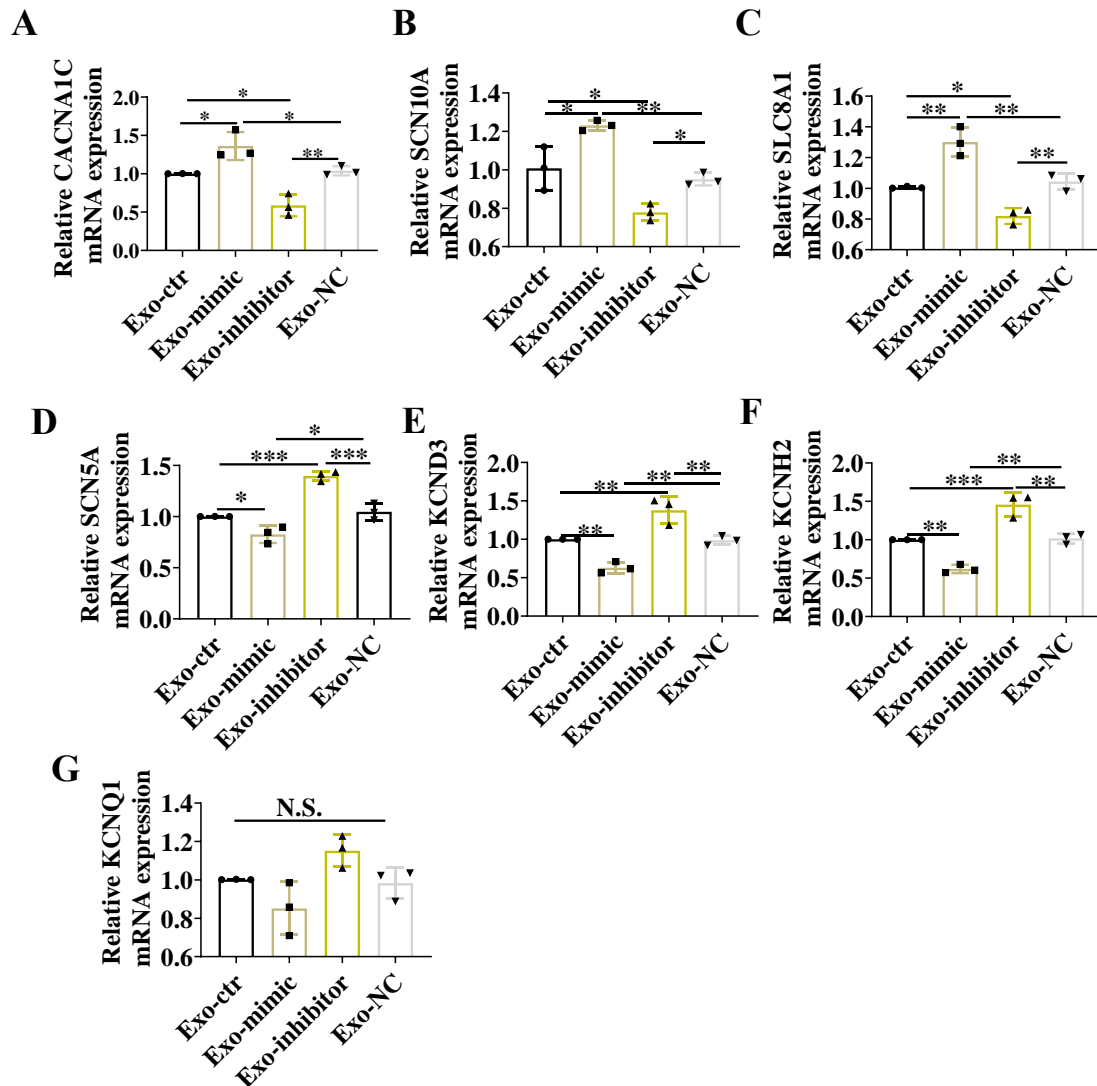 A
Relative CACNA1C
mRNA expression
2.0
1.5
1.0
0.5
0.0
*
*
*
**
Exo-ctr
Exo-mimic
Exo-inhibitor
Exo-NC
B
Relative SCN10A
mRNA expression
1.4
1.2
1.0
0.8
0.6
*
*
**
*
Exo-ctr
Exo-mimic
Exo-inhibitor
Exo-NC
C
Relative SLC8A1
mRNA expression
1.6
1.4
1.2
1.0
0.8
0.6
*
**
**
**
Exo-ctr
Exo-mimic
Exo-inhibitor
Exo-NC
D
Relative SCN5A
mRNA expression
1.5
1.0
0.5
0.0
*
***
***
*
Exo-ctr
Exo-mimic
Exo-inhibitor
Exo-NC
E
Relative KCND3
mRNA expression
2.0
1.5
1.0
0.5
0.0
**
**
**
**
Exo-ctr
Exo-mimic
Exo-inhibitor
Exo-NC
F
Relative KCNH2
mRNA expression
2.0
1.5
1.0
0.5
0.0
**
***
**
**
Exo-ctr
Exo-mimic
Exo-inhibitor
Exo-NC
G
Relative KCNQ1
mRNA expression
1.4
1.2
1.0
0.8
0.6
N.S.
Exo-ctr
Exo-mimic
Exo-inhibitor
Exo-NC